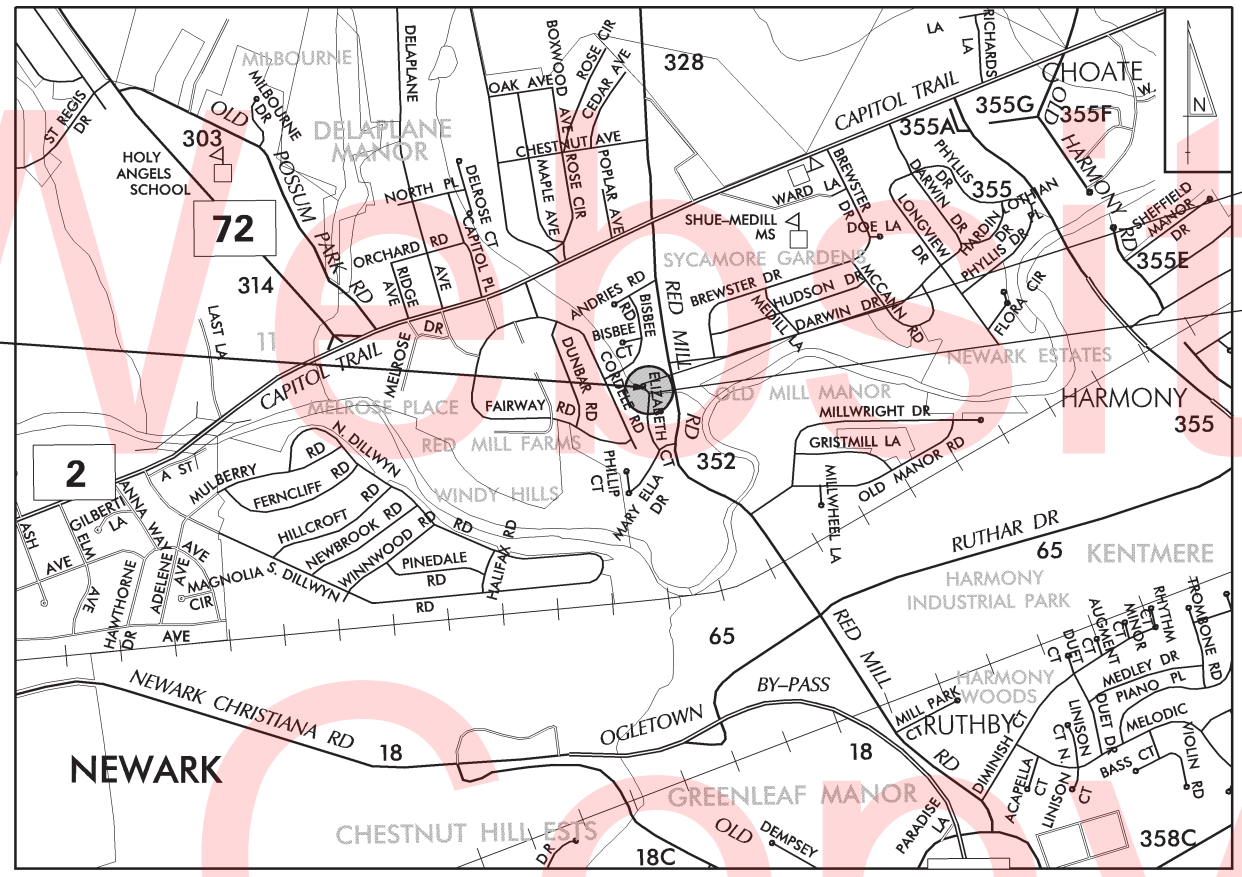 MILBOURNE
ST REGIS
DR
OLD
MILBOURNE
DR
303
HOLY
ANGELS
SCHOOL
POSSUM
PARK
RD
72
314
DELAPLANE
DELAPLANE
MANOR
NORTH PL
DELROSE CT
CAPITOL PL
ORCHARD RD
RIDGE
AVE
AVE
OAK AVE
BOXWOOD
AVE
ROSE CIR
CEDAR AVE
CHESTNUT AVE
MAPLE AVE
ROSE CIR
POPLAR AVE
328
CAPITOL TRAIL
LA
LA
RICHARDS
CHOATE
355G
355F
355A
OLD
W.
HARMONY
RD
N
WARD LA
BREWSTER
DR
SHUE-MEDILL
MS
DOE LA
PHYLLIS
DR
DARWIN DR
LONGVIEW
DR
355
HARDIN
DR
LOTHIAN
PL
PHYLLIS DR
SHEFFIELD
MANOR
DR
355E
SYCAMORE GARDENS
BREWSTER DR
HUDSON DR
MEDILL LA
DARWIN DR
MCCANN
RD
FLORA CIR
NEWARK ESTATES
ANDRIES RD
BISBEE
RD
BISBEE
CT
RED MILL
RD
LAST LA
11
CAPITOL TRAIL
MELROSE
DR
MELROSE PLACE
DUNBAR RD
CORDELE RD
ELIZABETH CT
FAIRWAY RD
RED MILL FARMS
WINDY HILLS
PHILLIP
CT
MARY ELLA
DR
352
OLD MILL MANOR
MILLWRIGHT DR
GRISTMILL LA
OLD MANOR RD
MILLWHEEL LA
HARMONY
355
2
A ST
MULBERRY
RD
N. DILLWYN
RD
FERNCLIFF RD
HILLCROFT RD
NEWBROOK RD
WINNWOOD RD
PINEDALE
RD
HALIFAX RD
S. DILLWYN
RD
ASH
AVE
GILBERT
LA
ELM
AVE
ANNA WAY
AVE
HAWTHORNE
DR
ADELENE
AVE
MAGNOLIA
CIR
AVE
RUTHAR DR
65
KENTMERE
HARMONY
INDUSTRIAL PARK
65
RED MILL
RD
NEWARK CHRISTIANA RD
18
OGLETOWN
BY-PASS
18
NEWARK
MILL PARK
CT
RUTHBY
HARMONY
WOODS
DUET
CT
AUGMENT
CT
MINOR
CT
RHYTHM
CT
TROMBONE RD
MEDLEY DR
PIANO PL
DUET DR
MELODIC
VIOLIN RD
BASS CT
LINISON
CT N.
LINISON
CT
DIMINISH CT
ACAPELLA
CT
GREENLEAF MANOR
CHESTNUT HILL ESTS
DR
OLD
DEMPSEY
18C
PARADISE
LA
358C